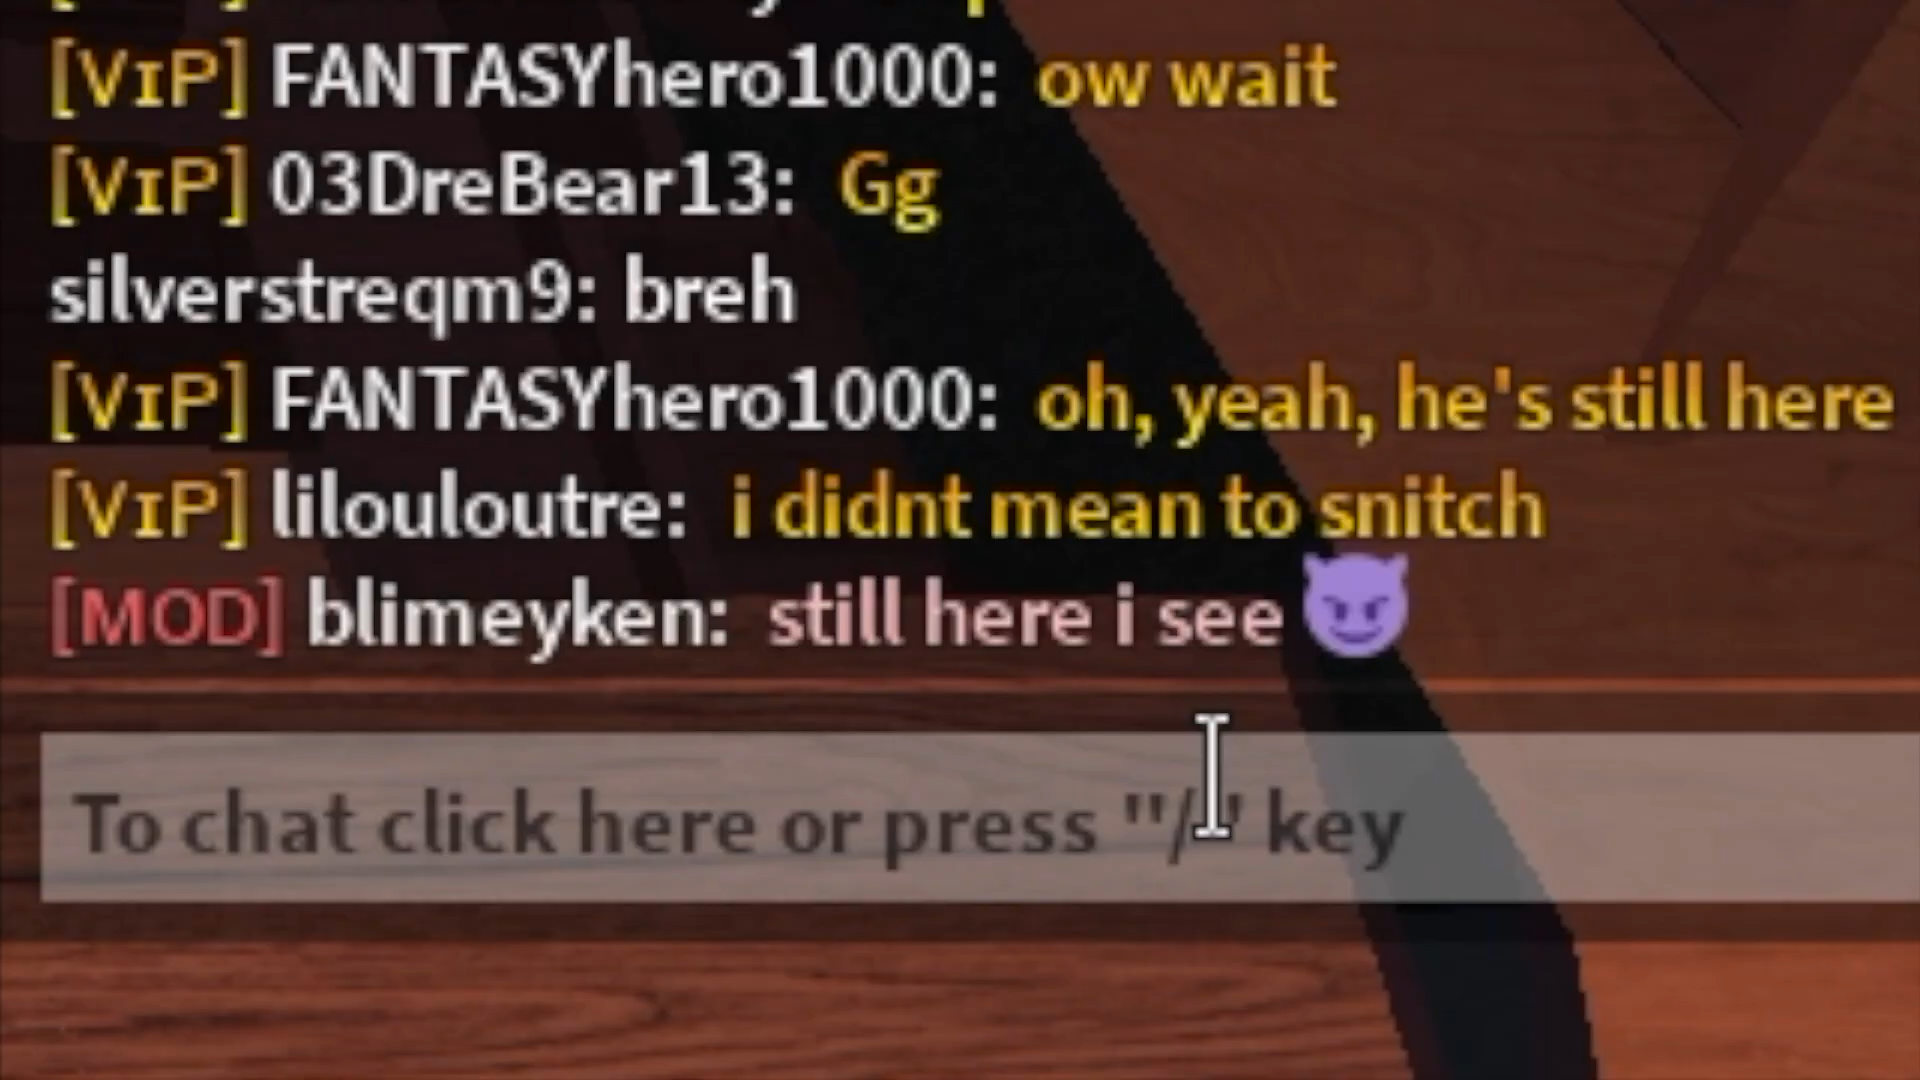 [VIP] FANTASYhero1000: ow wait
[VIP] 03DreBear13: Gg
silverstreqm9: breh
[VIP] FANTASYhero1000: oh, yeah, he's still here
[VIP] lilouloutre: i didnt mean to snitch
[MOD] blimeyken: still here i see 😈
To chat click here or press "/" key